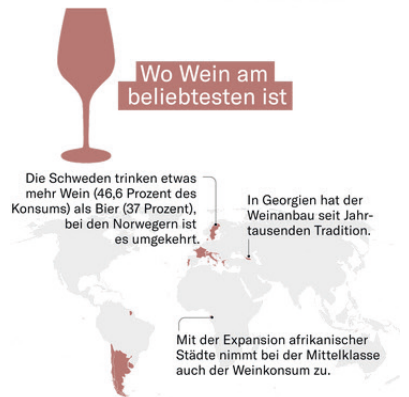 Wo Wein am
beliebtesten ist
Die Schweden trinken etwas
mehr Wein (46,6 Prozent des
Konsums) als Bier (37 Prozent),
bei den Norwegern ist
es umgekehrt.
In Georgien hat der
Weinanbau seit Jahr-
tausenden Tradition.
Mit der Expansion afrikanischer
Städte nimmt bei der Mittelklasse
auch der Weinkonsum zu.